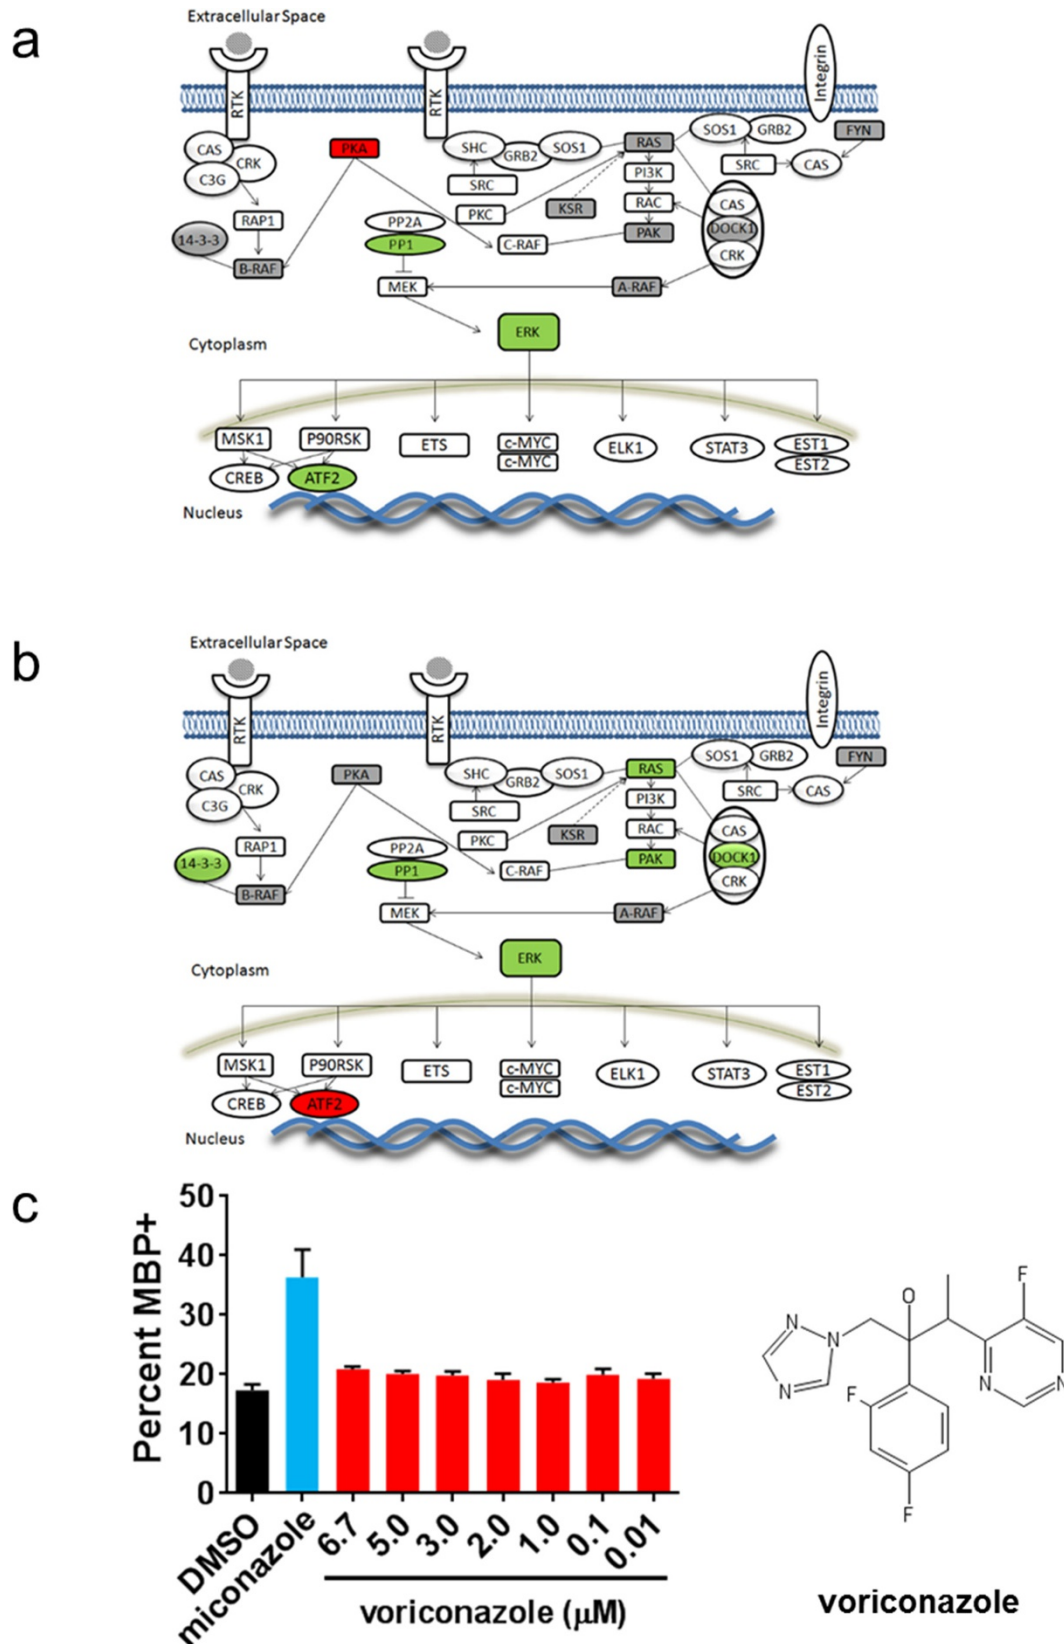 a
Extracellular Space
RTK
RTK
Integrin
CAS
CRK
C3G
RAP1
14-3-3
B-RAF
PKA
SHC
GRB2
SOS1
SRC
PKC
KSR
PP2A
PP1
MEK
C-RAF
RAS
PI3K
RAC
PAK
A-RAF
SOS1
GRB2
FYN
SRC
CAS
CAS
DOCK1
CRK
ERK
Cytoplasm
MSK1
P90RSK
ETS
c-MYC
c-MYC
ELK1
STAT3
EST1
EST2
CREB
ATF2
Nucleus
b
Extracellular Space
RTK
RTK
Integrin
CAS
CRK
C3G
RAP1
14-3-3
B-RAF
PKA
SHC
GRB2
SOS1
SRC
PKC
KSR
PP2A
PP1
MEK
C-RAF
RAS
PI3K
RAC
PAK
A-RAF
SOS1
GRB2
FYN
SRC
CAS
CAS
DOCK1
CRK
ERK
Cytoplasm
MSK1
P90RSK
ETS
c-MYC
c-MYC
ELK1
STAT3
EST1
EST2
CREB
ATF2
Nucleus
c
Percent MBP+
50
40
30
20
10
0
DMSO
miconazole
6.7
5.0
3.0
2.0
1.0
0.1
0.01
voriconazole (μM)
N
N
N
O
F
F
F
N
N
voriconazole